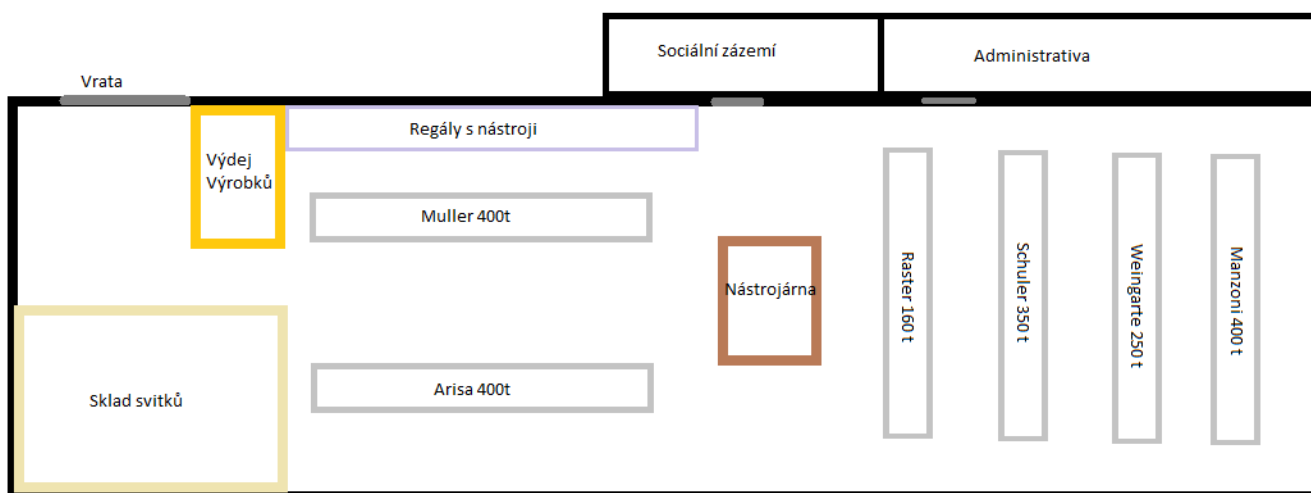 Sociální zázemí
Administrativa
Vrata
Regály s nástroji
Výdej
Výrobků
Muller 400t
Nástrojárna
Raster 160 t
Schuler 350 t
Weingarte 250 t
Manzoni 400 t
Arisa 400t
Sklad svitků